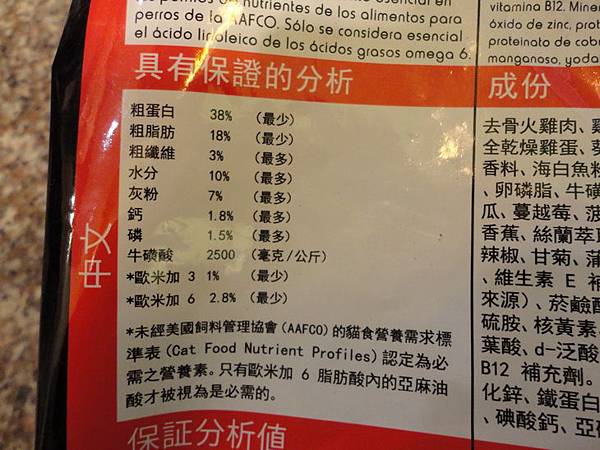 nutrientes de los alimentos para
perros de la AAFCO. Sólo se considera esencial
el ácido linoleico de los ácidos grasos omega 6.
具有保證的分析
粗蛋白 38% (最少)
粗脂肪 18% (最少)
粗纖維 3% (最多)
水分 10% (最多)
灰粉 7% (最多)
鈣 1.8% (最多)
磷 1.5% (最多)
牛磺酸 2500 (毫克/公斤)
*歐米加 3 1% (最少)
*歐米加 6 2.8% (最少)
*未經美國飼料管理協會(AAFCO)的貓食營養需求標
準表(Cat Food Nutrient Profiles)認定為必
需之營養素。只有歐米加 6 脂肪酸內的亞麻油
酸才被視為是必需的。
保証分析値
中文
vitamina B12. Miner
óxido de zinc, prot
proteinato de cob
manganoso, yoda
成份
去骨火雞肉、
全乾燥雞蛋、
香料、海白魚粉
、卵磷脂、牛磺
瓜、蔓越莓、菠
香蕉、絲蘭萃
辣椒、甘菊、蒲
、維生素 E 補
來源)、菸鹼酸
硫胺、核黃素
葉酸、d-泛酸
B12 補充劑。
化鋅、鐵蛋白
、碘酸鈣、亞